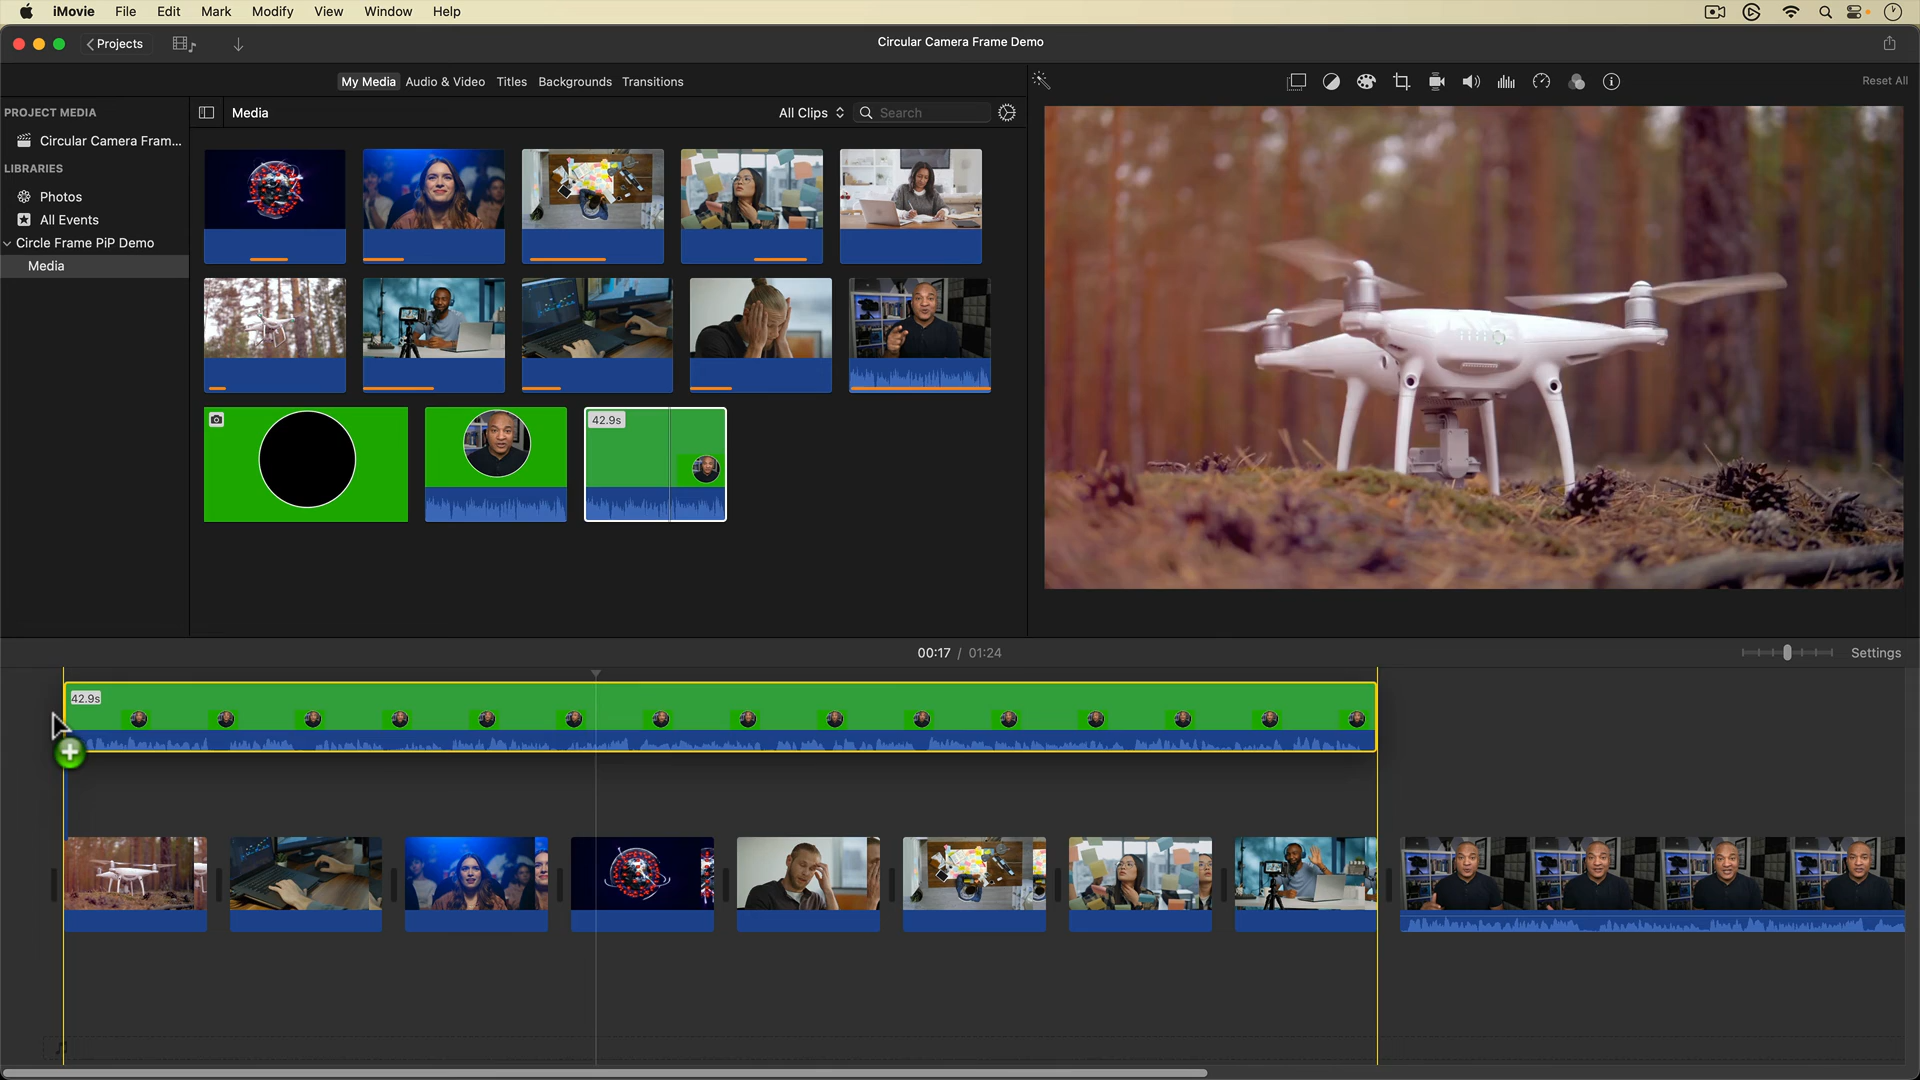 iMovie File Edit Mark Modify View Window Help
Projects
Circular Camera Frame Demo
My Media Audio & Video Titles Backgrounds Transitions
Reset All
PROJECT MEDIA
Media
All Clips
Search
Circular Camera Fram...
LIBRARIES
Photos
All Events
Circle Frame PiP Demo
Media
42.9s
00:17 / 01:24
Settings
42.9s